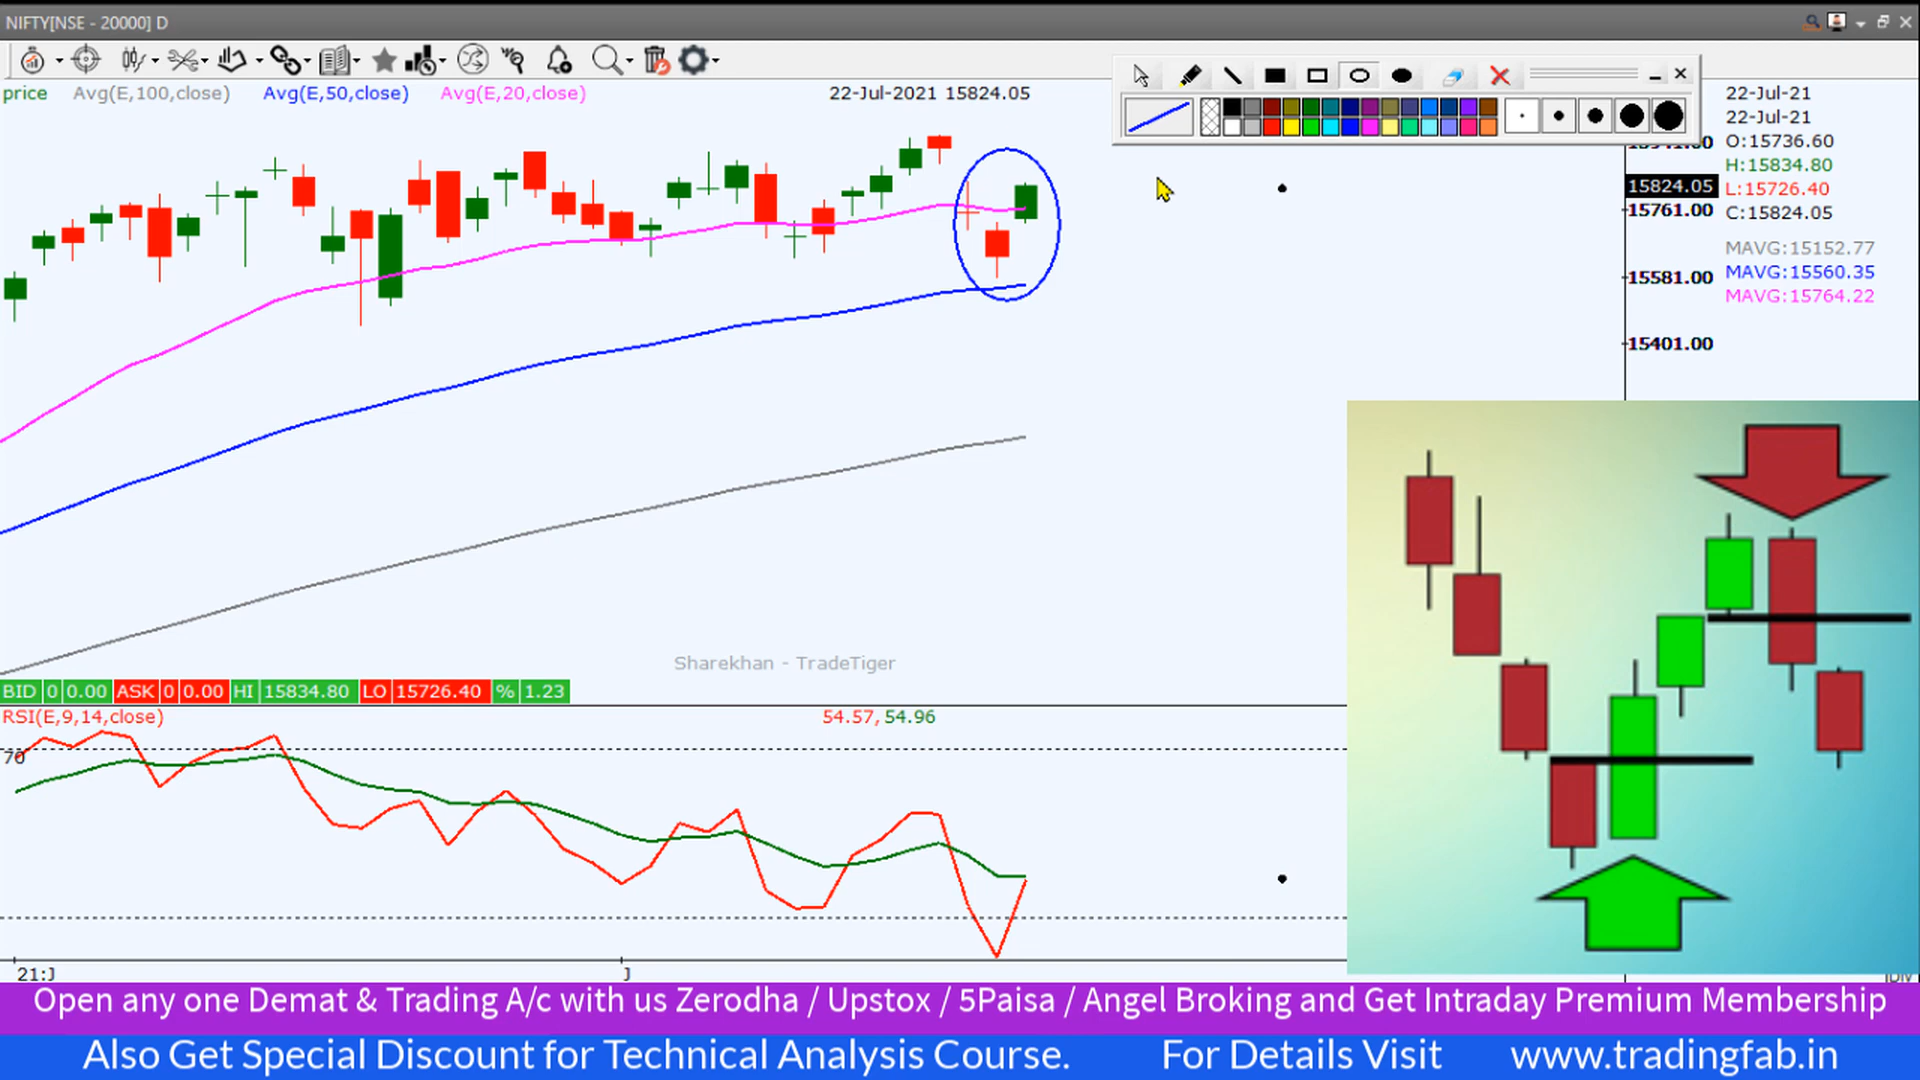 NIFTY[NSE - 20000] D
price Avg(E,100,close) Avg(E,50,close) Avg(E,20,close) 22-Jul-2021 15824.05
22-Jul-21
22-Jul-21
O:15736.60
H:15834.80
15824.05 L:15726.40
15761.00 C:15824.05
MAVG:15152.77
15581.00 MAVG:15560.35
MAVG:15764.22
15401.00
Sharekhan - TradeTiger
BID 0 0.00 ASK 0 0.00 HI 15834.80 LO 15726.40 % 1.23
RSI(E,9,14,close) 54.57, 54.96
70
21:J J
Open any one Demat & Trading A/c with us Zerodha / Upstox / 5Paisa / Angel Broking and Get Intraday Premium Membership
Also Get Special Discount for Technical Analysis Course. For Details Visit www.tradingfab.in